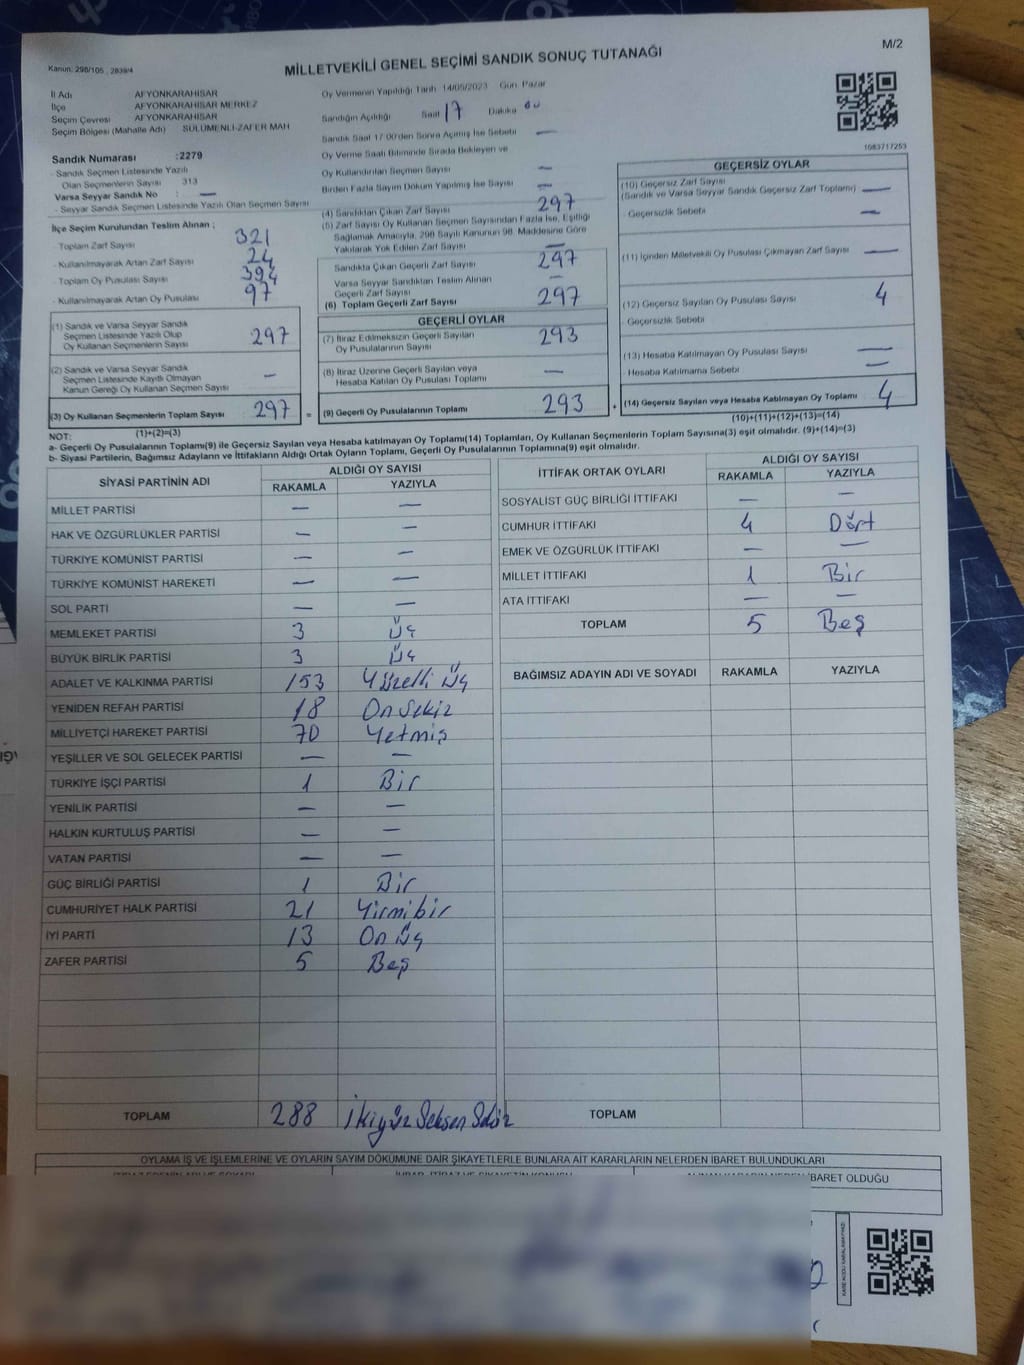 M/2
Kanun: 298/105 , 2839/4
MİLLETVEKİLİ GENEL SEÇİMİ SANDIK SONUÇ TUTANAĞI
İl Adı AFYONKARAHİSAR
İlçe AFYONKARAHİSAR MERKEZ
Seçim Çevresi AFYONKARAHİSAR
Seçim Bölgesi (Mahalle Adı) SÜLÜMENLİ-ZAFER MAH
Sandık Numarası :2279
- Sandık Seçmen Listesinde Yazılı
Olan Seçmenlerin Sayısı 313
Varsa Seyyar Sandık No : —
- Seyyar Sandık Seçmen Listesinde Yazılı Olan Seçmen Sayısı
İlçe Seçim Kurulundan Teslim Alınan ;
- Toplam Zarf Sayısı 321
- Kullanılmayarak Artan Zarf Sayısı 24
- Toplam Oy Pusulası Sayısı 394
- Kullanılmayarak Artan Oy Pusulası 97
(1) Sandık ve Varsa Seyyar Sandık
Seçmen Listesinde Yazılı Olup
Oy Kullanan Seçmenlerin Sayısı 297
(2) Sandık ve Varsa Seyyar Sandık
Seçmen Listesinde Kayıtlı Olmayan
Kanun Gereği Oy Kullanan Seçmen Sayısı —
(3) Oy Kullanan Seçmenlerin Toplam Sayısı 297 =
(1)+(2)=(3)
Oy Vermenin Yapıldığı Tarih 14/05/2023 Gün: Pazar
Sandığın Açıldığı Saat 17 Dakika 00
Sandık Saat 17:00'den Sonra Açılmış İse Sebebi —
Oy Verme Saati Bitiminde Sırada Bekleyen ve
Oy Kullandırılan Seçmen Sayısı —
Birden Fazla Sayım Döküm Yapılmış İse Sayısı —
(4) Sandıktan Çıkan Zarf Sayısı 297
(5) Zarf Sayısı Oy Kullanan Seçmen Sayısından Fazla İse, Eşitliği
Sağlamak Amacıyla, 298 Sayılı Kanunun 98. Maddesine Göre
Yakılarak Yok Edilen Zarf Sayısı —
Sandıkta Çıkan Geçerli Zarf Sayısı 297
Varsa Seyyar Sandıktan Teslim Alınan
Geçerli Zarf Sayısı —
(6) Toplam Geçerli Zarf Sayısı 297
GEÇERLİ OYLAR
(7) İtiraz Edilmeksizin Geçerli Sayılan
Oy Pusulalarının Sayısı 293
(8) İtiraz Üzerine Geçerli Sayılan veya
Hesaba Katılan Oy Pusulası Toplamı —
(9) Geçerli Oy Pusulalarının Toplamı 293 +
1083717253
GEÇERSİZ OYLAR
(10) Geçersiz Zarf Sayısı
(Sandık ve Varsa Seyyar Sandık Geçersiz Zarf Toplamı) —
- Geçersizlik Sebebi —
(11) İçinden Milletvekili Oy Pusulası Çıkmayan Zarf Sayısı —
(12) Geçersiz Sayılan Oy Pusulası Sayısı 4
- Geçersizlik Sebebi
(13) Hesaba Katılmayan Oy Pusulası Sayısı —
- Hesaba Katılmama Sebebi —
(14) Geçersiz Sayılan veya Hesaba Katılmayan Oy Toplamı 4
(10)+(11)+(12)+(13)=(14)
NOT:
a- Geçerli Oy Pusulalarının Toplamı(9) ile Geçersiz Sayılan veya Hesaba katılmayan Oy Toplamı(14) Toplamları, Oy Kullanan Seçmenlerin Toplam Sayısına(3) eşit olmalıdır. (9)+(14)=(3)
b- Siyasi Partilerin, Bağımsız Adayların ve İttifakların Aldığı Ortak Oyların Toplamı, Geçerli Oy Pusulalarının Toplamına(9) eşit olmalıdır.
SİYASİ PARTİNİN ADI ALDIĞI OY SAYISI
RAKAMLA YAZIYLA
MİLLET PARTİSİ — —
HAK VE ÖZGÜRLÜKLER PARTİSİ — —
TÜRKİYE KOMÜNİST PARTİSİ — —
TÜRKİYE KOMÜNİST HAREKETİ — —
SOL PARTİ — —
MEMLEKET PARTİSİ 3 Üç
BÜYÜK BİRLİK PARTİSİ 3 Üç
ADALET VE KALKINMA PARTİSİ 153 Yüzelli Üç
YENİDEN REFAH PARTİSİ 18 On Sekiz
MİLLİYETÇİ HAREKET PARTİSİ 70 Yetmiş
YEŞİLLER VE SOL GELECEK PARTİSİ — —
TÜRKİYE İŞÇİ PARTİSİ 1 Bir
YENİLİK PARTİSİ — —
HALKIN KURTULUŞ PARTİSİ — —
VATAN PARTİSİ — —
GÜÇ BİRLİĞİ PARTİSİ 1 Bir
CUMHURİYET HALK PARTİSİ 21 Yirmibir
İYİ PARTİ 13 On Üç
ZAFER PARTİSİ 5 Beş
TOPLAM 288 İkiyüz Seksen Sekiz
İTTİFAK ORTAK OYLARI ALDIĞI OY SAYISI
RAKAMLA YAZIYLA
SOSYALİST GÜÇ BİRLİĞİ İTTİFAKI — —
CUMHUR İTTİFAKI 4 Dört
EMEK VE ÖZGÜRLÜK İTTİFAKI — —
MİLLET İTTİFAKI 1 Bir
ATA İTTİFAKI — —
TOPLAM 5 Beş
BAĞIMSIZ ADAYIN ADI VE SOYADI RAKAMLA YAZIYLA
TOPLAM
OYLAMA İŞ VE İŞLEMLERİNE VE OYLARIN SAYIM DÖKÜMÜNE DAİR ŞİKAYETLERLE BUNLARA AİT KARARLARIN NELERDEN İBARET BULUNDUKLARI
İBARET OLDUĞU